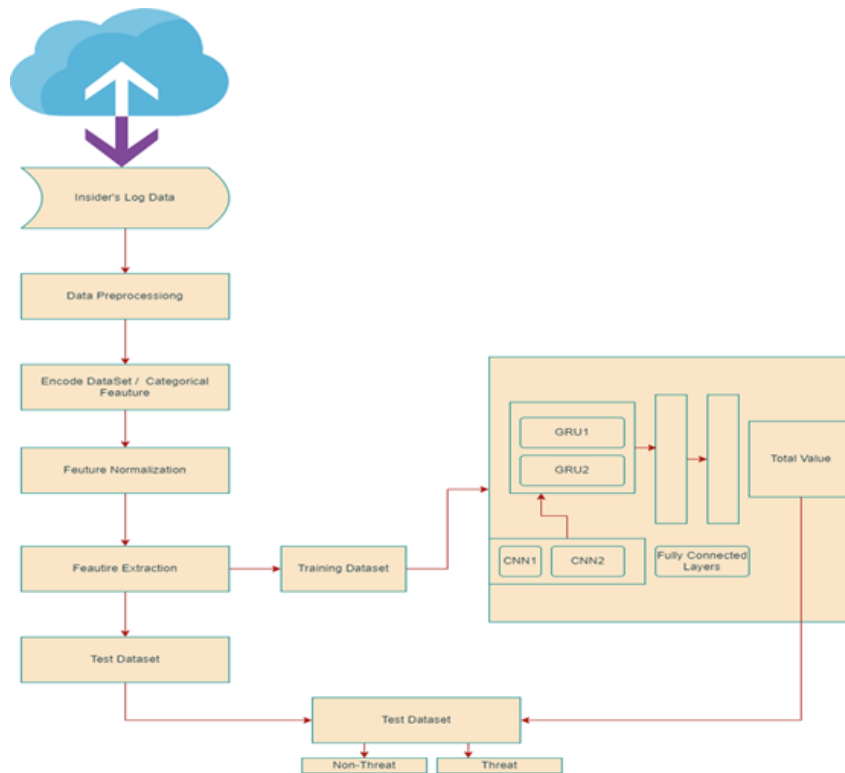 Insider's Log Data
Data Preprocessiong
Encode DataSet / Categorical
Feauture
Feuture Normalization
Feautire Extraction
Training Dataset
Test Dataset
GRU1
GRU2
CNN1
CNN2
Fully Connected
Layers
Total Value
Test Dataset
Non-Threat
Threat